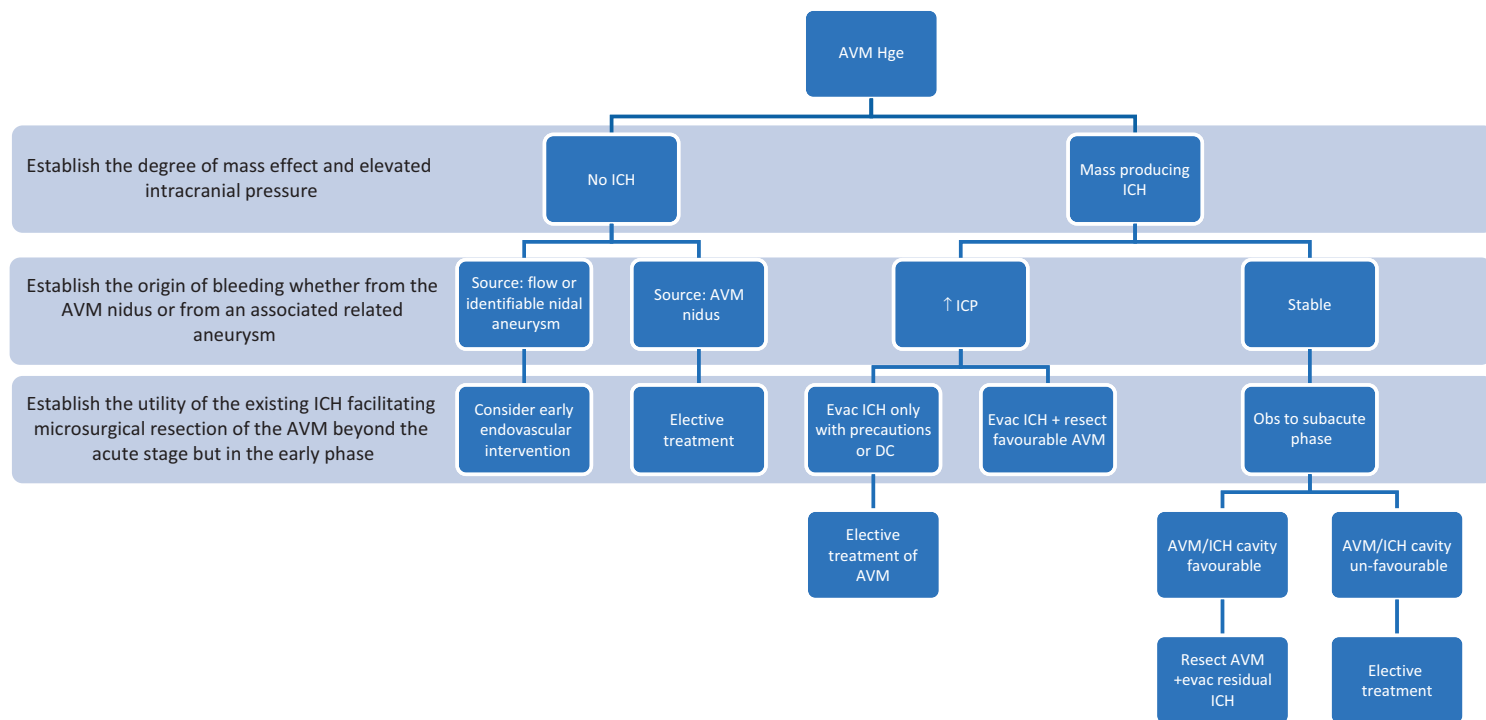 AVM Hge
Establish the degree of mass effect and elevated
intracranial pressure
No ICH
Mass producing
ICH
Establish the origin of bleeding whether from the
AVM nidus or from an associated related
aneurysm
Source: flow or
identifiable nidal
aneurysm
Source: AVM
nidus
↑ ICP
Stable
Establish the utility of the existing ICH facilitating
microsurgical resection of the AVM beyond the
acute stage but in the early phase
Consider early
endovascular
intervention
Elective
treatment
Evac ICH only
with precautions
or DC
Evac ICH + resect
favourable AVM
Obs to subacute
phase
Elective
treatment of
AVM
AVM/ICH cavity
favourable
AVM/ICH cavity
un-favourable
Resect AVM
+evac residual
ICH
Elective
treatment